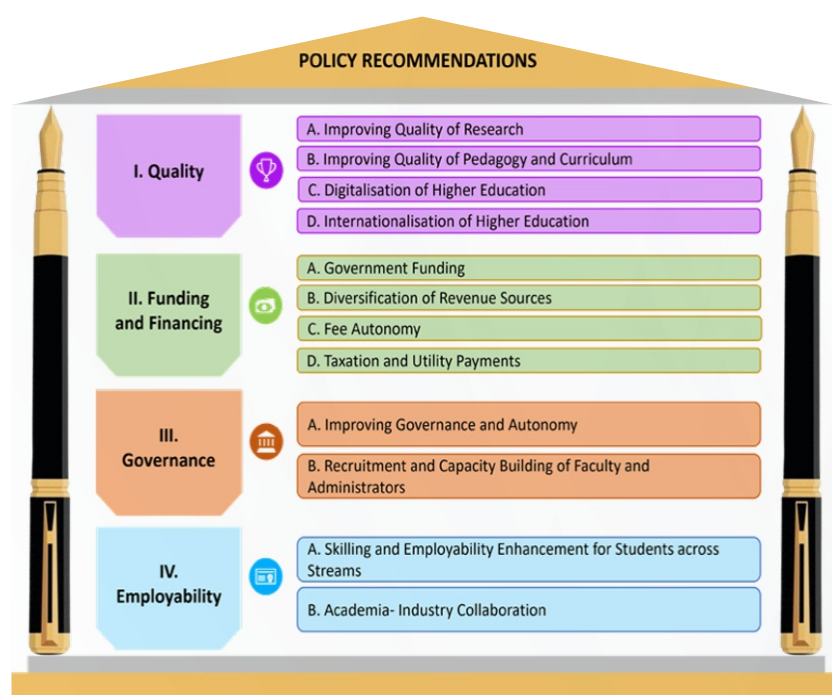 POLICY RECOMMENDATIONS
I. Quality
A. Improving Quality of Research
B. Improving Quality of Pedagogy and Curriculum
C. Digitalisation of Higher Education
D. Internationalisation of Higher Education
II. Funding
and Financing
A. Government Funding
B. Diversification of Revenue Sources
C. Fee Autonomy
D. Taxation and Utility Payments
III.
Governance
A. Improving Governance and Autonomy
B. Recruitment and Capacity Building of Faculty and
Administrators
IV.
Employability
A. Skilling and Employability Enhancement for Students across
Streams
B. Academia- Industry Collaboration